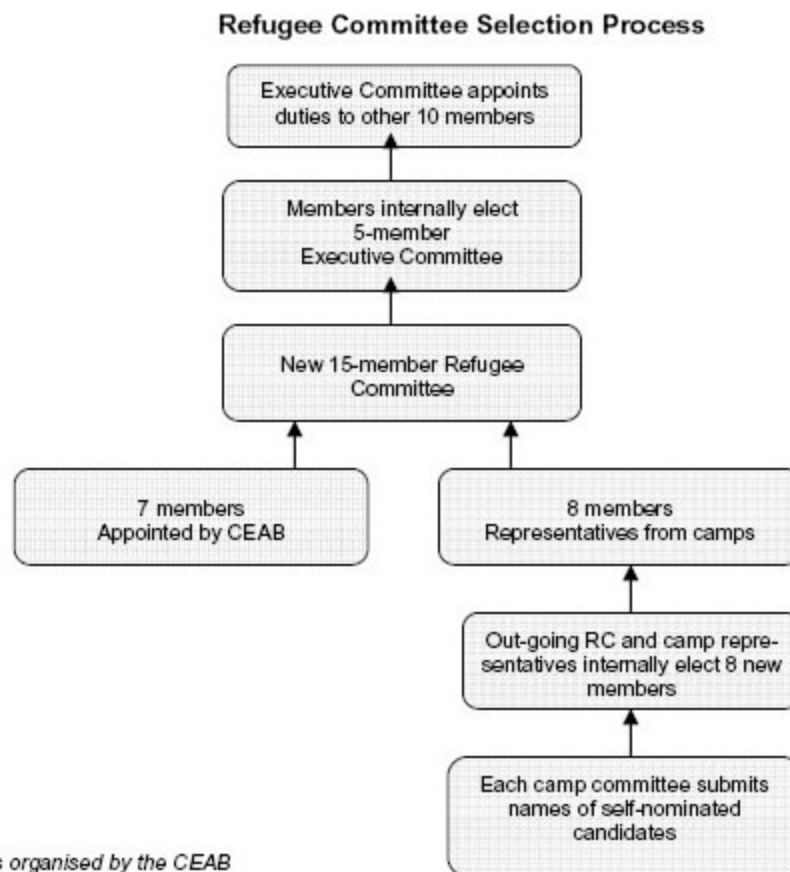 Refugee Committee Selection Process
Executive Committee appoints
duties to other 10 members
Members internally elect
5-member
Executive Committee
New 15-member Refugee
Committee
7 members
Appointed by CEAB
8 members
Representatives from camps
Out-going RC and camp repre-
sentatives internally elect 8 new
members
Each camp committee submits
names of self-nominated
candidates
organised by the CEAB